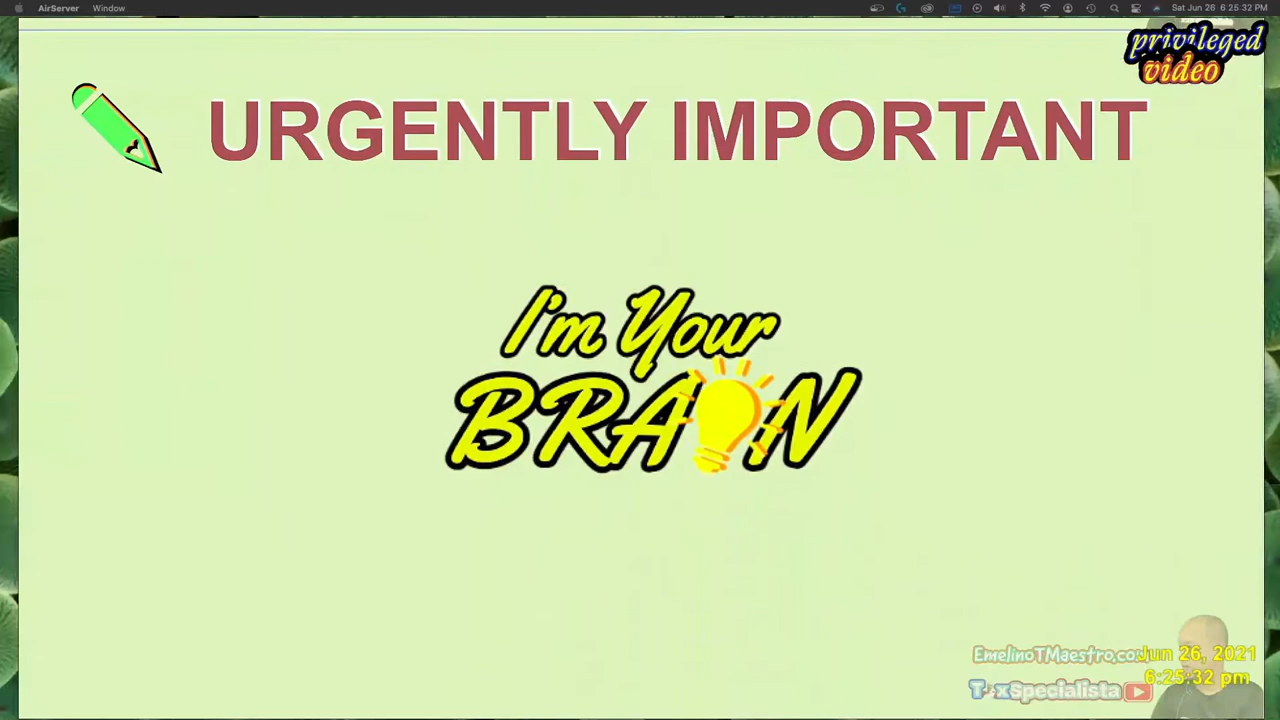 AirServer Window Sat Jun 26 6:25:32 PM
privileged
video
URGENTLY IMPORTANT
I'm Your
BRAIN
EmelinoTMaestro.co
Jun 26, 2021
TaxSpecialista
6:25:32 pm